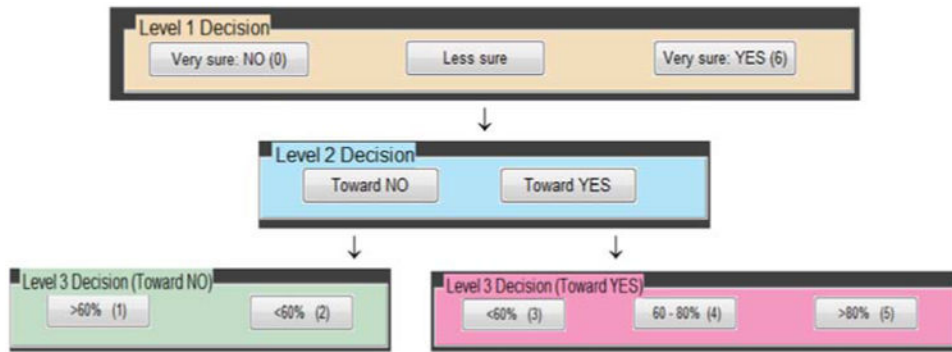 Level 1 Decision
Very sure: NO (0) Less sure Very sure: YES (6)
↓
Level 2 Decision
Toward NO Toward YES
↓ ↓
Level 3 Decision (Toward NO)
>60% (1) <60% (2)
Level 3 Decision (Toward YES)
<60% (3) 60 - 80% (4) >80% (5)